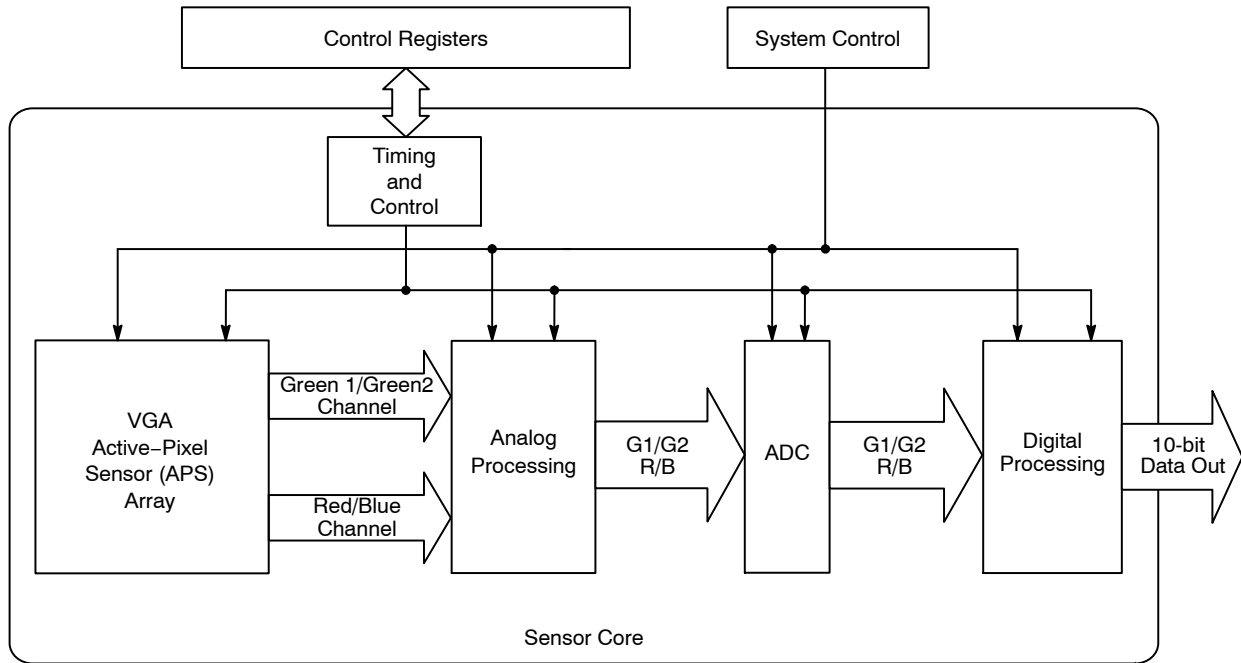 Control Registers
System Control
Timing
and
Control
VGA
Active−Pixel
Sensor (APS)
Array
Green 1/Green2
Channel
Red/Blue
Channel
Analog
Processing
G1/G2
R/B
ADC
G1/G2
R/B
Digital
Processing
10-bit
Data Out
Sensor Core